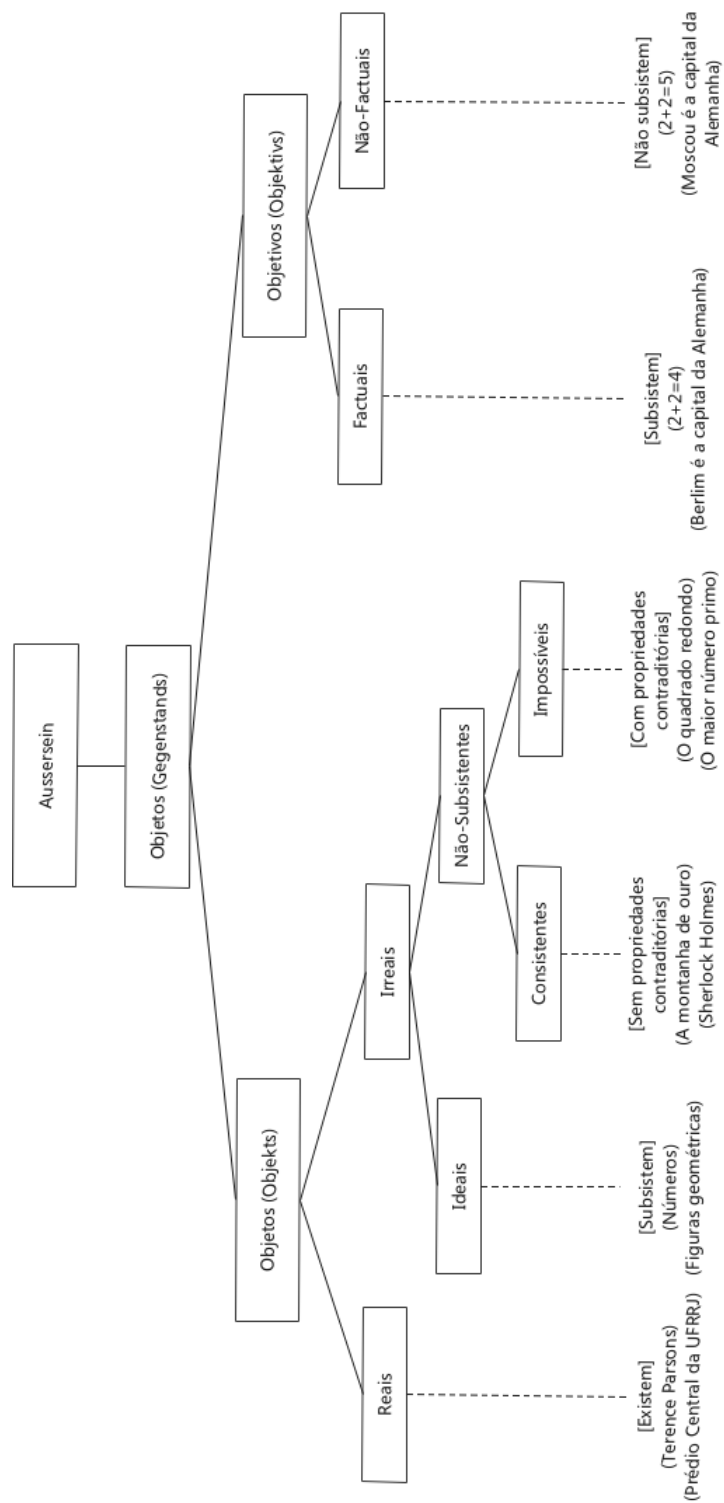 Aussersein
Objetos (Gegenstands)
Objetos (Objekts)
Objetivos (Objektivs)
Reais
Irreais
Factuais
Não-Factuais
Ideais
Não-Subsistentes
Consistentes
Impossíveis
[Existem]
(Terence Parsons)
(Prédio Central da UFRRJ)
[Subsistem]
(Números)
(Figuras geométricas)
[Sem propriedades
contraditórias]
(A montanha de ouro)
(Sherlock Holmes)
[Com propriedades
contraditórias]
(O quadrado redondo)
(O maior número primo)
[Subsistem]
(2+2=4)
(Berlim é a capital da Alemanha)
[Não subsistem]
(2+2=5)
(Moscou é a capital da
Alemanha)